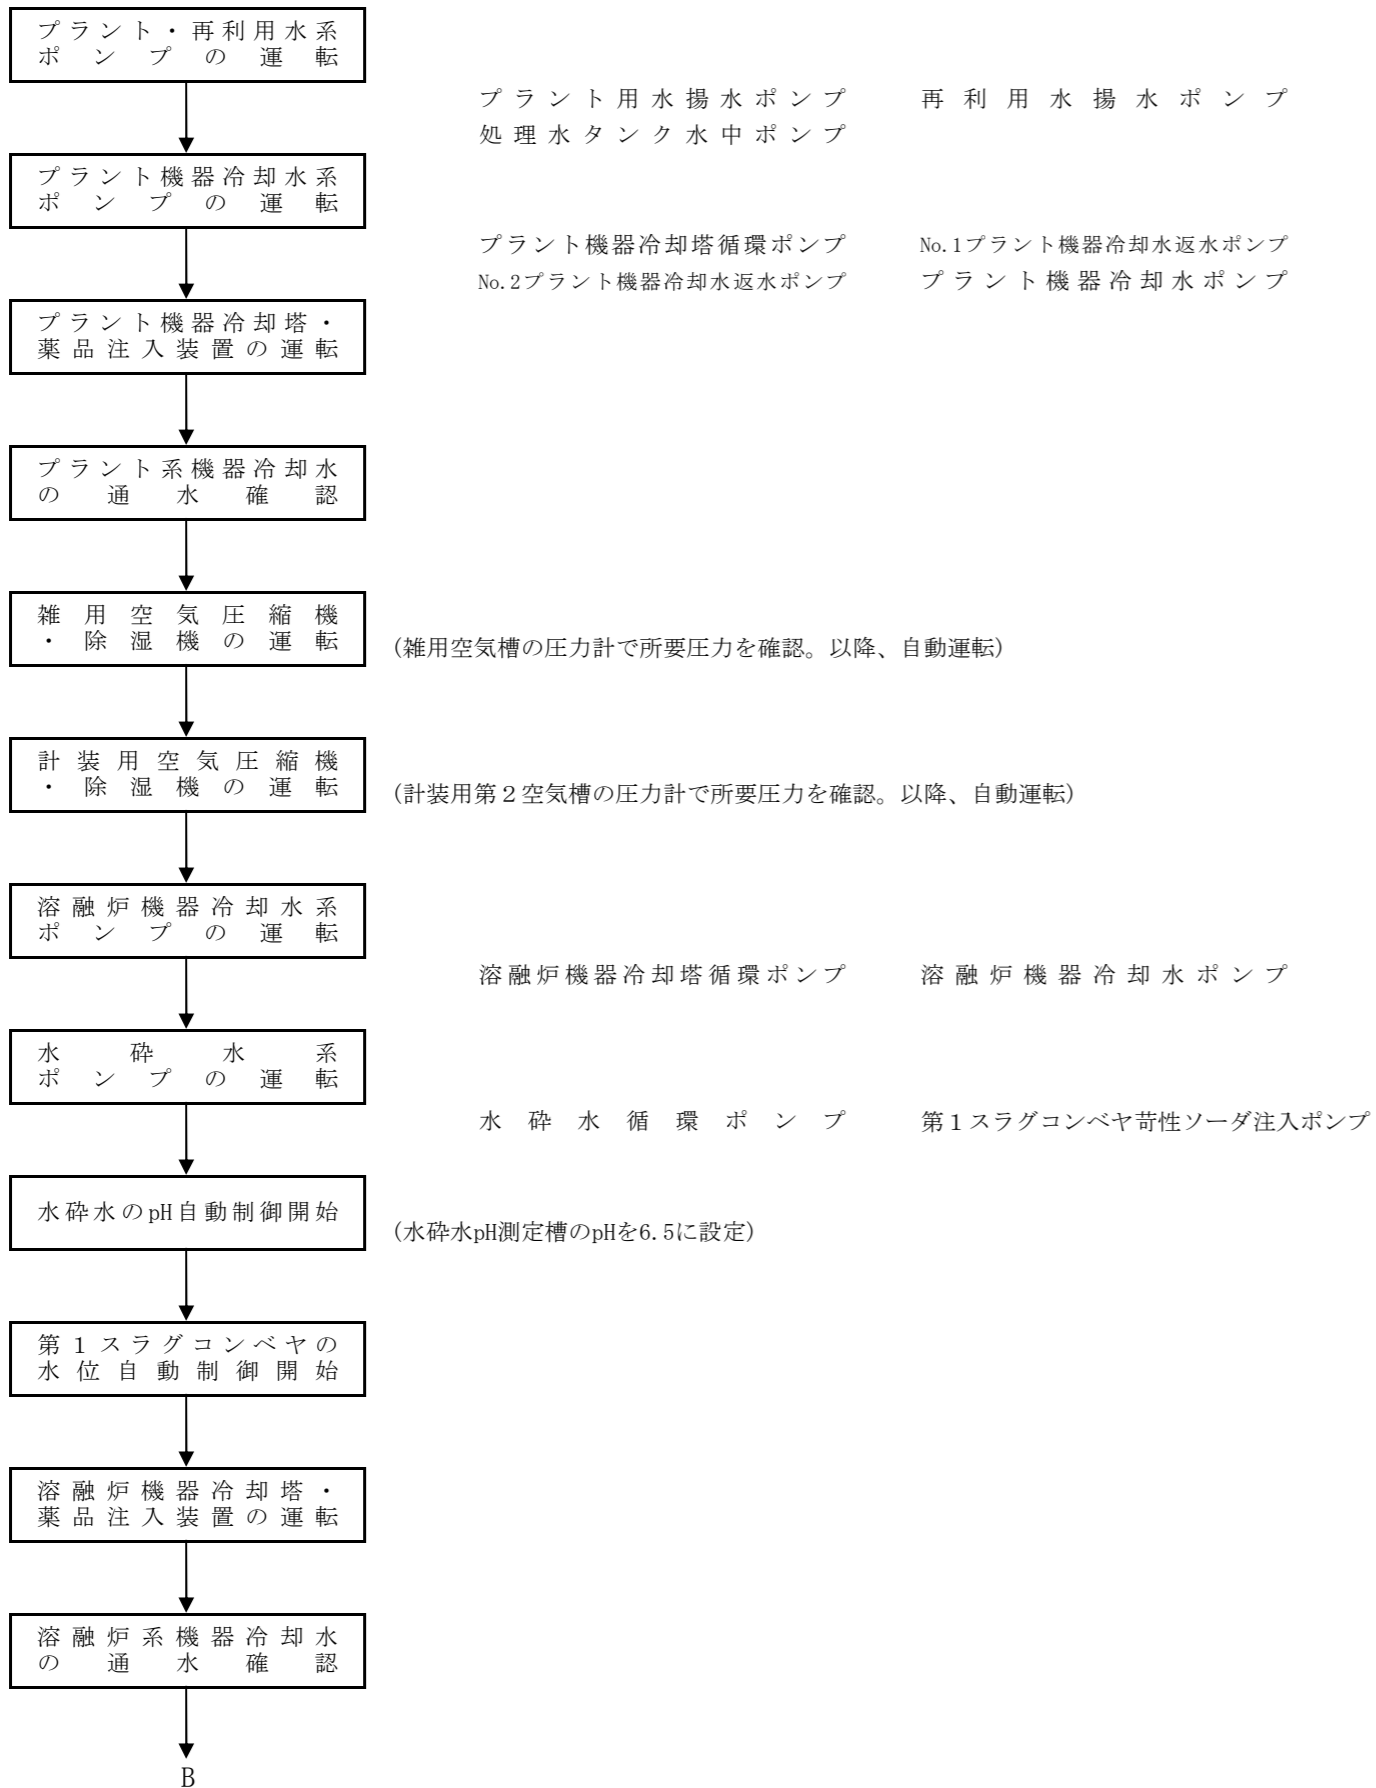 プラント・再利用水系
ポンプの運転
プラント用水揚水ポンプ 再利用水揚水ポンプ
処理水タンク水中ポンプ
プラント機器冷却水系
ポンプの運転
プラント機器冷却塔循環ポンプ No.1プラント機器冷却水返水ポンプ
No.2プラント機器冷却水返水ポンプ プラント機器冷却水ポンプ
プラント機器冷却塔・
薬品注入装置の運転
プラント系機器冷却水
の通水確認
雑用空気圧縮機
・除湿機の運転
(雑用空気槽の圧力計で所要圧力を確認。以降、自動運転)
計装用空気圧縮機
・除湿機の運転
(計装用第2空気槽の圧力計で所要圧力を確認。以降、自動運転)
溶融炉機器冷却水系
ポンプの運転
溶融炉機器冷却塔循環ポンプ 溶融炉機器冷却水ポンプ
水砕水系
ポンプの運転
水砕水循環ポンプ 第1スラグコンベヤ苛性ソーダ注入ポンプ
水砕水のpH自動制御開始
(水砕水pH測定槽のpHを6.5に設定)
第1スラグコンベヤの
水位自動制御開始
溶融炉機器冷却塔・
薬品注入装置の運転
溶融炉系機器冷却水
の通水確認
B